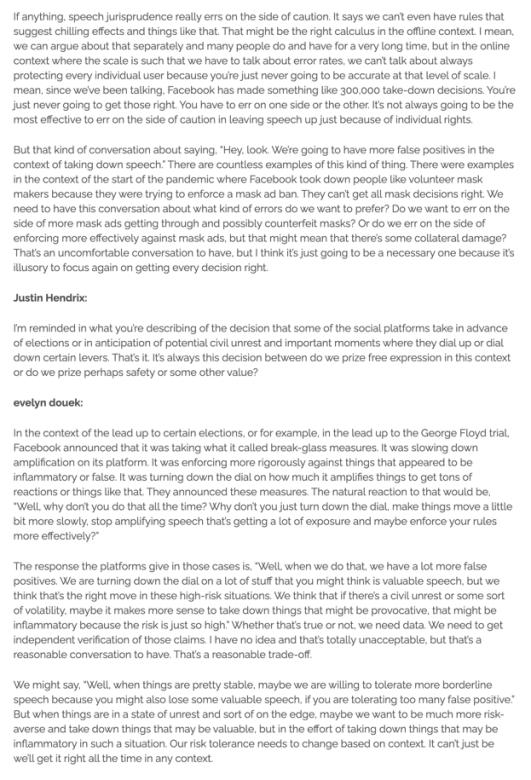 If anything, speech jurisprudence really errs on the side of caution. It says we can't even have rules that
suggest chilling effects and things like that. That might be the right calculus in the offline context. I mean,
we can argue about that separately and many people do and have for a very long time, but in the online
context where the scale is such that we have to talk about error rates, we can't talk about always
protecting every individual user because you're just never going to be accurate at that level of scale. I
mean, since we've been talking, Facebook has made something like 300,000 take-down decisions. You're
just never going to get those right. You have to err on one side or the other. It's not always going to be the
most effective to err on the side of caution in leaving speech up just because of individual rights.
But that kind of conversation about saying, "Hey, look. We're going to have more false positives in the
context of taking down speech." There are countless examples of this kind of thing. There were examples
in the context of the start of the pandemic where Facebook took down people like volunteer mask
makers because they were trying to enforce a mask ad ban. They can't get all mask decisions right. We
need to have this conversation about what kind of errors do we want to prefer? Do we want to err on the
side of more mask ads getting through and possibly counterfeit masks? Or do we err on the side of
enforcing more effectively against mask ads, but that might mean that there's some collateral damage?
That's an uncomfortable conversation to have, but I think it's just going to be a necessary one because it's
illusory to focus again on getting every decision right.
Justin Hendrix:
I'm reminded in what you're describing of the decision that some of the social platforms take in advance
of elections or in anticipation of potential civil unrest and important moments where they dial up or dial
down certain levers. That's it. It's always this decision between do we prize free expression in this context
or do we prize perhaps safety or some other value?
evelyn douek:
In the context of the lead up to certain elections, or for example, in the lead up to the George Floyd trial,
Facebook announced that it was taking what it called break-glass measures. It was slowing down
amplification on its platform. It was enforcing more rigorously against things that appeared to be
inflammatory or false. It was turning down the dial on how much it amplifies things to get tons of
reactions or things like that. They announced these measures. The natural reaction to that would be,
"Well, why don't you do that all the time? Why don't you just turn down the dial, make things move a little
bit more slowly, stop amplifying speech that's getting a lot of exposure and maybe enforce your rules
more effectively?"
The response the platforms give in those cases is, "Well, when we do that, we have a lot more false
positives. We are turning down the dial on a lot of stuff that you might think is valuable speech, but we
think that's the right move in these high-risk situations. We think that if there's a civil unrest or some sort
of volatility, maybe it makes more sense to take down things that might be provocative, that might be
inflammatory because the risk is just so high." Whether that's true or not, we need data. We need to get
independent verification of those claims. I have no idea and that's totally unacceptable, but that's a
reasonable conversation to have. That's a reasonable trade-off.
We might say, "Well, when things are pretty stable, maybe we are willing to tolerate more borderline
speech because you might also lose some valuable speech, if you are tolerating too many false positive."
But when things are in a state of unrest and sort of on the edge, maybe we want to be much more risk-
averse and take down things that may be valuable, but in the effort of taking down things that may be
inflammatory in such a situation. Our risk tolerance needs to change based on context. It can't just be
we'll get it right all the time in any context.